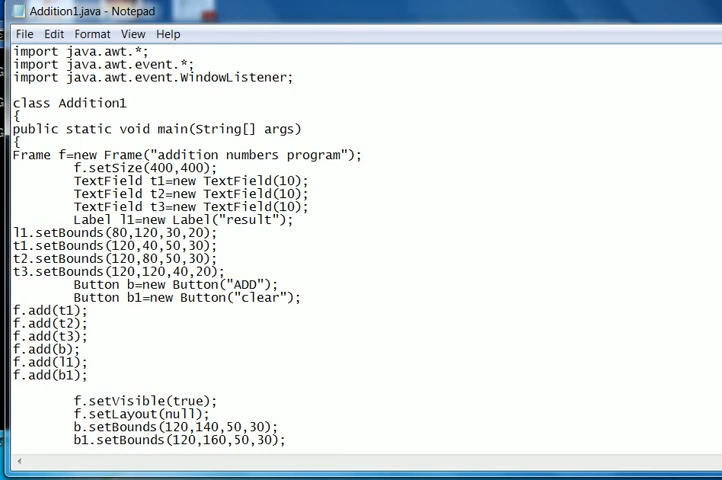 Addition1.java - Notepad
File Edit Format View Help
import java.awt.*;
import java.awt.event.*;
import java.awt.event.WindowListener;
class Addition1
{
public static void main(String[] args)
{
Frame f=new Frame("addition numbers program");
f.setSize(400,400);
TextField t1=new TextField(10);
TextField t2=new TextField(10);
TextField t3=new TextField(10);
Label l1=new Label("result");
l1.setBounds(80,120,30,20);
t1.setBounds(120,40,50,30);
t2.setBounds(120,80,50,30);
t3.setBounds(120,120,40,20);
Button b=new Button("ADD");
Button b1=new Button("clear");
f.add(t1);
f.add(t2);
f.add(t3);
f.add(b);
f.add(l1);
f.add(b1);
f.setVisible(true);
f.setLayout(null);
b.setBounds(120,140,50,30);
b1.setBounds(120,160,50,30);